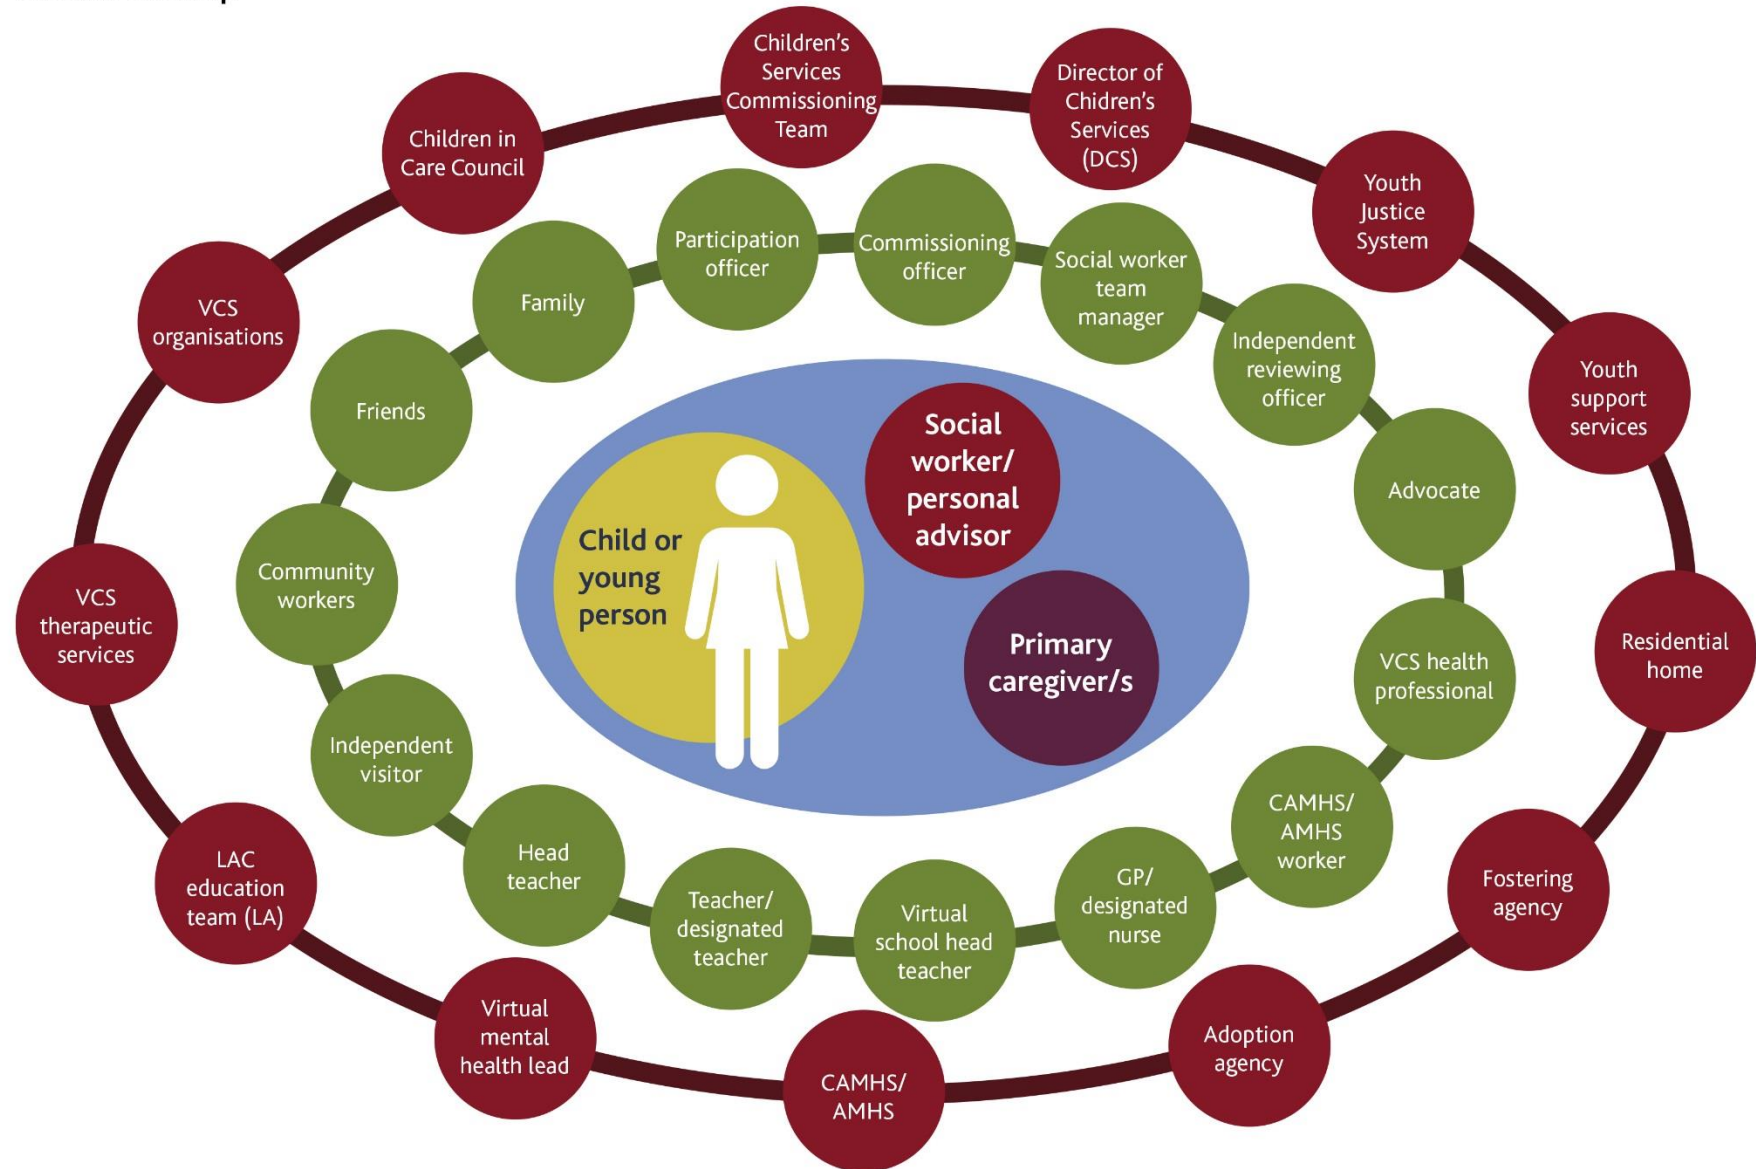 Children's
Services
Commissioning
Team
Director of
Chidren's
Services
(DCS)
Youth
Justice
System
Youth
support
services
Residential
home
Fostering
agency
Adoption
agency
CAMHS/
AMHS
Virtual
mental
health lead
LAC
education
team (LA)
VCS
therapeutic
services
VCS
organisations
Children in
Care Council
Participation
officer
Commissioning
officer
Social worker
team
manager
Independent
reviewing
officer
Advocate
VCS health
professional
CAMHS/
AMHS
worker
GP/
designated
nurse
Virtual
school head
teacher
Teacher/
designated
teacher
Head
teacher
Independent
visitor
Community
workers
Friends
Family
Child or
young
person
Social
worker/
personal
advisor
Primary
caregiver/s